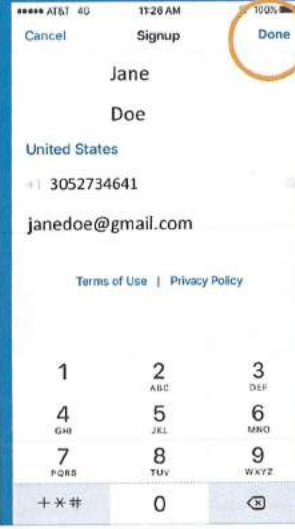 AT&T 4G 11:26 AM 100%
Cancel Signup Done
Jane
Doe
United States
+1 3052734641
janedoe@gmail.com
Terms of Use | Privacy Policy
1 2 3
ABC DEF
4 5 6
GHI JKL MNO
7 8 9
PQRS TUV WXYZ
+*# 0